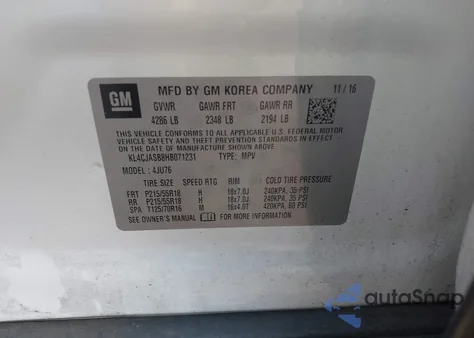 GM
MFD BY GM KOREA COMPANY 11 / 16
GVWR GAWR FRT GAWR RR
4286 LB 2348 LB 2194 LB
THIS VEHICLE CONFORMS TO ALL APPLICABLE U.S. FEDERAL MOTOR
VEHICLE SAFETY STANDARDS IN EFFECT ON THE DATE OF
MANUFACTURE SHOWN ABOVE.
KL4CJASB8HB071231 TYPE: MPV
MODEL : 4JU76
TIRE SIZE SPEED RTG RIM COLD TIRE PRESSURE
FRT P215/55R18 H 18x7.0J 240KPA, 35 PSI
RR P215/55R18 H 18x7.0J 240KPA, 35 PSI
SPA T125/70R16 M 16x4.0T 420KPA, 60 PSI
SEE OWNER'S MANUAL FOR MORE INFORMATION.
autoSnap